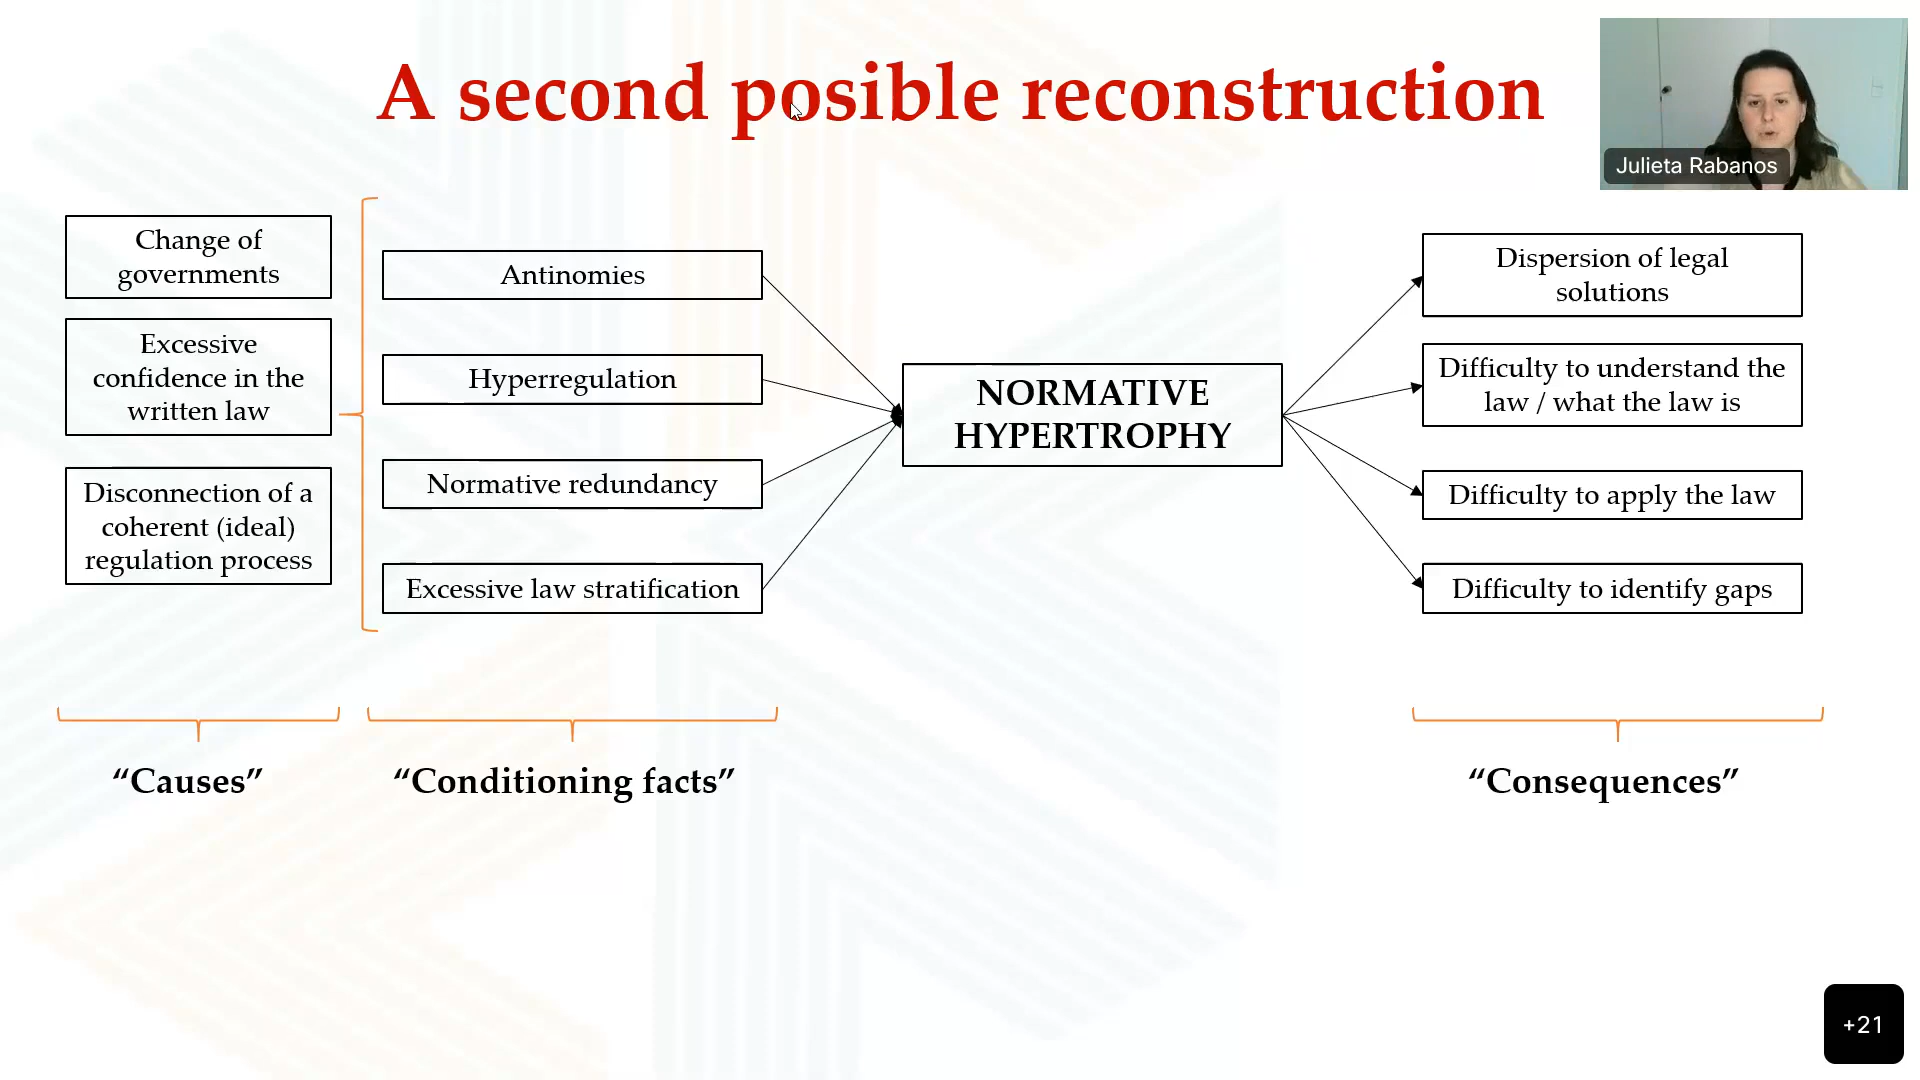 A second posible reconstruction
Julieta Rabanos
Change of
governments
Excessive
confidence in the
written law
Disconnection of a
coherent (ideal)
regulation process
Antinomies
Hyperregulation
Normative redundancy
Excessive law stratification
NORMATIVE
HYPERTROPHY
Dispersion of legal
solutions
Difficulty to understand the
law / what the law is
Difficulty to apply the law
Difficulty to identify gaps
“Causes”
“Conditioning facts”
“Consequences”
+21